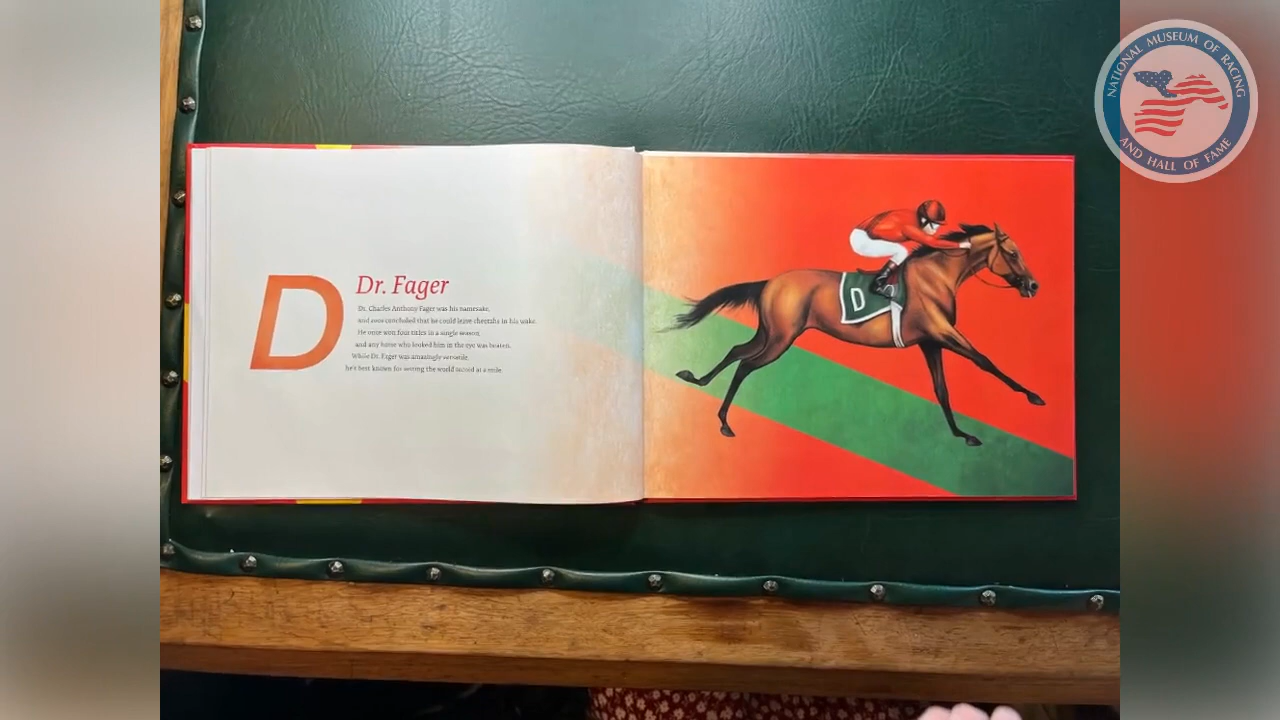 D
Dr. Fager
Dr. Charles Anthony Fager was his namesake,
and soon concluded that he could leave cheetahs in his wake.
He once won four titles in a single season,
and any horse who looked him in the eye was beaten.
While Dr. Fager was amazingly versatile,
he's best known for setting the world record at a mile.
D
NATIONAL MUSEUM OF RACING
AND HALL OF FAME